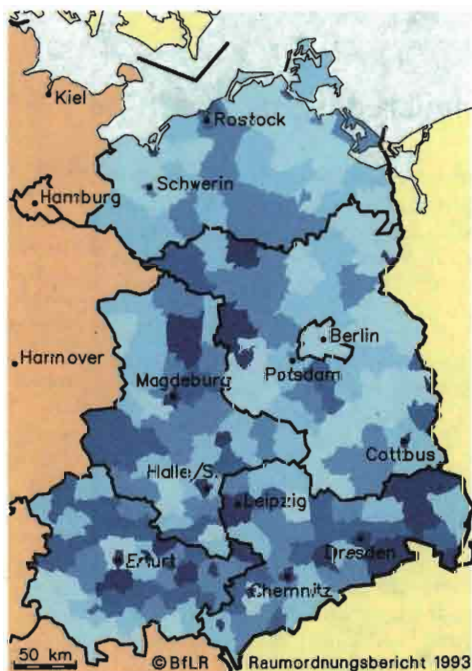 Kiel
Rostock
Schwerin
Hamburg
Berlin
Hannover
Potsdam
Magdeburg
Cottbus
Halle/S.
Leipzig
Dresden
Erfurt
Chemnitz
50 km
© BfLR Raumordnungsbericht 1993